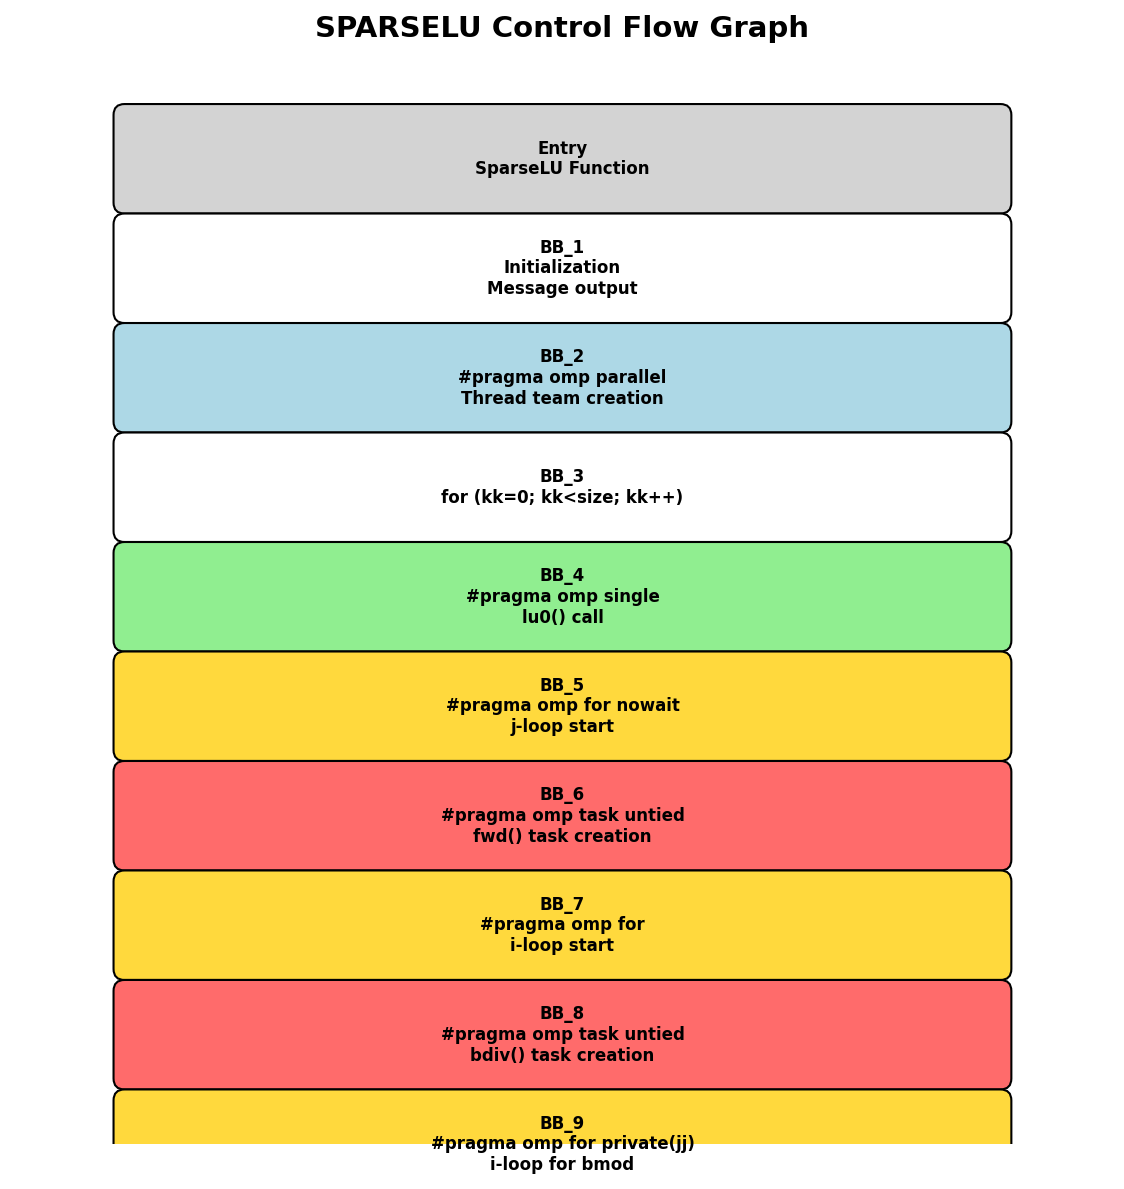 SPARSELU Control Flow Graph
Entry
SparseLU Function
BB_1
Initialization
Message output
BB_2
#pragma omp parallel
Thread team creation
BB_3
for (kk=0; kk<size; kk++)
BB_4
#pragma omp single
lu0() call
BB_5
#pragma omp for nowait
j-loop start
BB_6
#pragma omp task untied
fwd() task creation
BB_7
#pragma omp for
i-loop start
BB_8
#pragma omp task untied
bdiv() task creation
BB_9
#pragma omp for private(jj)
i-loop for bmod